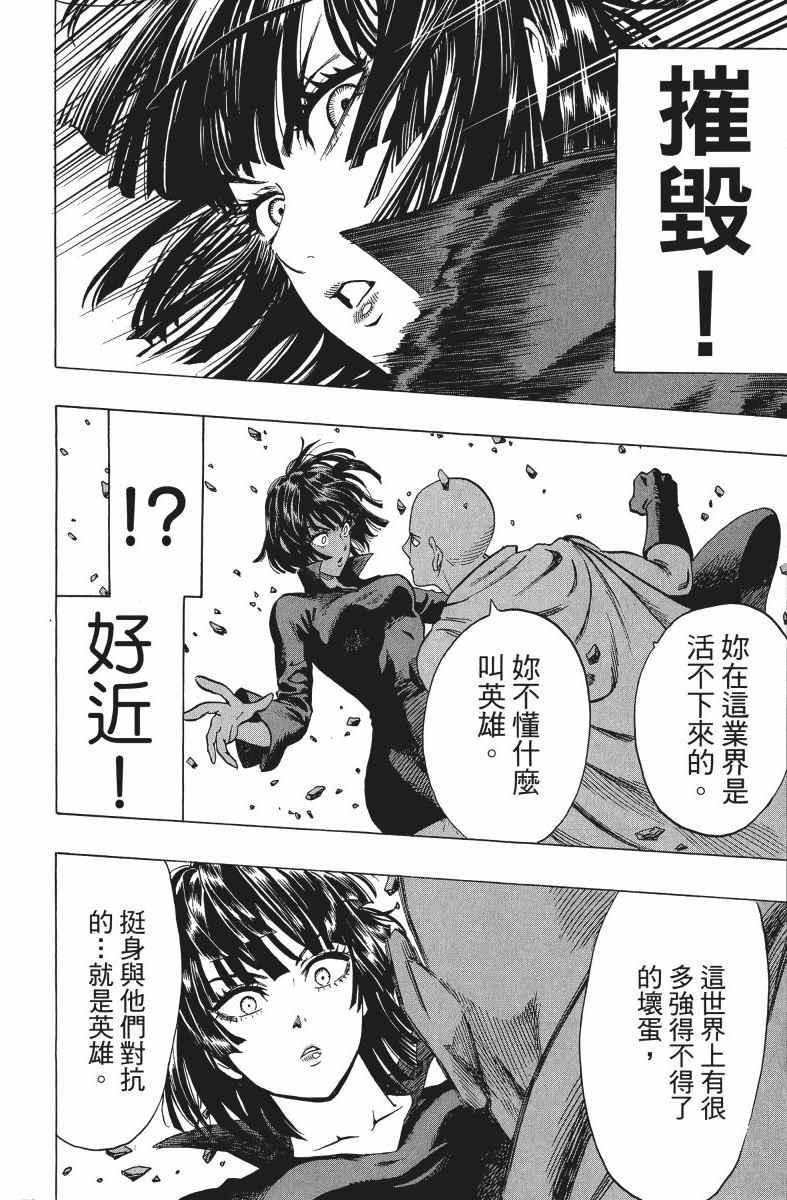 摧毀！
!?
好近！
妳在這業界是
活不下來的。
妳不懂什麼
叫英雄。
這世界上有很
多強得不得了
的壞蛋，
挺身與他們對抗
的…就是英雄。